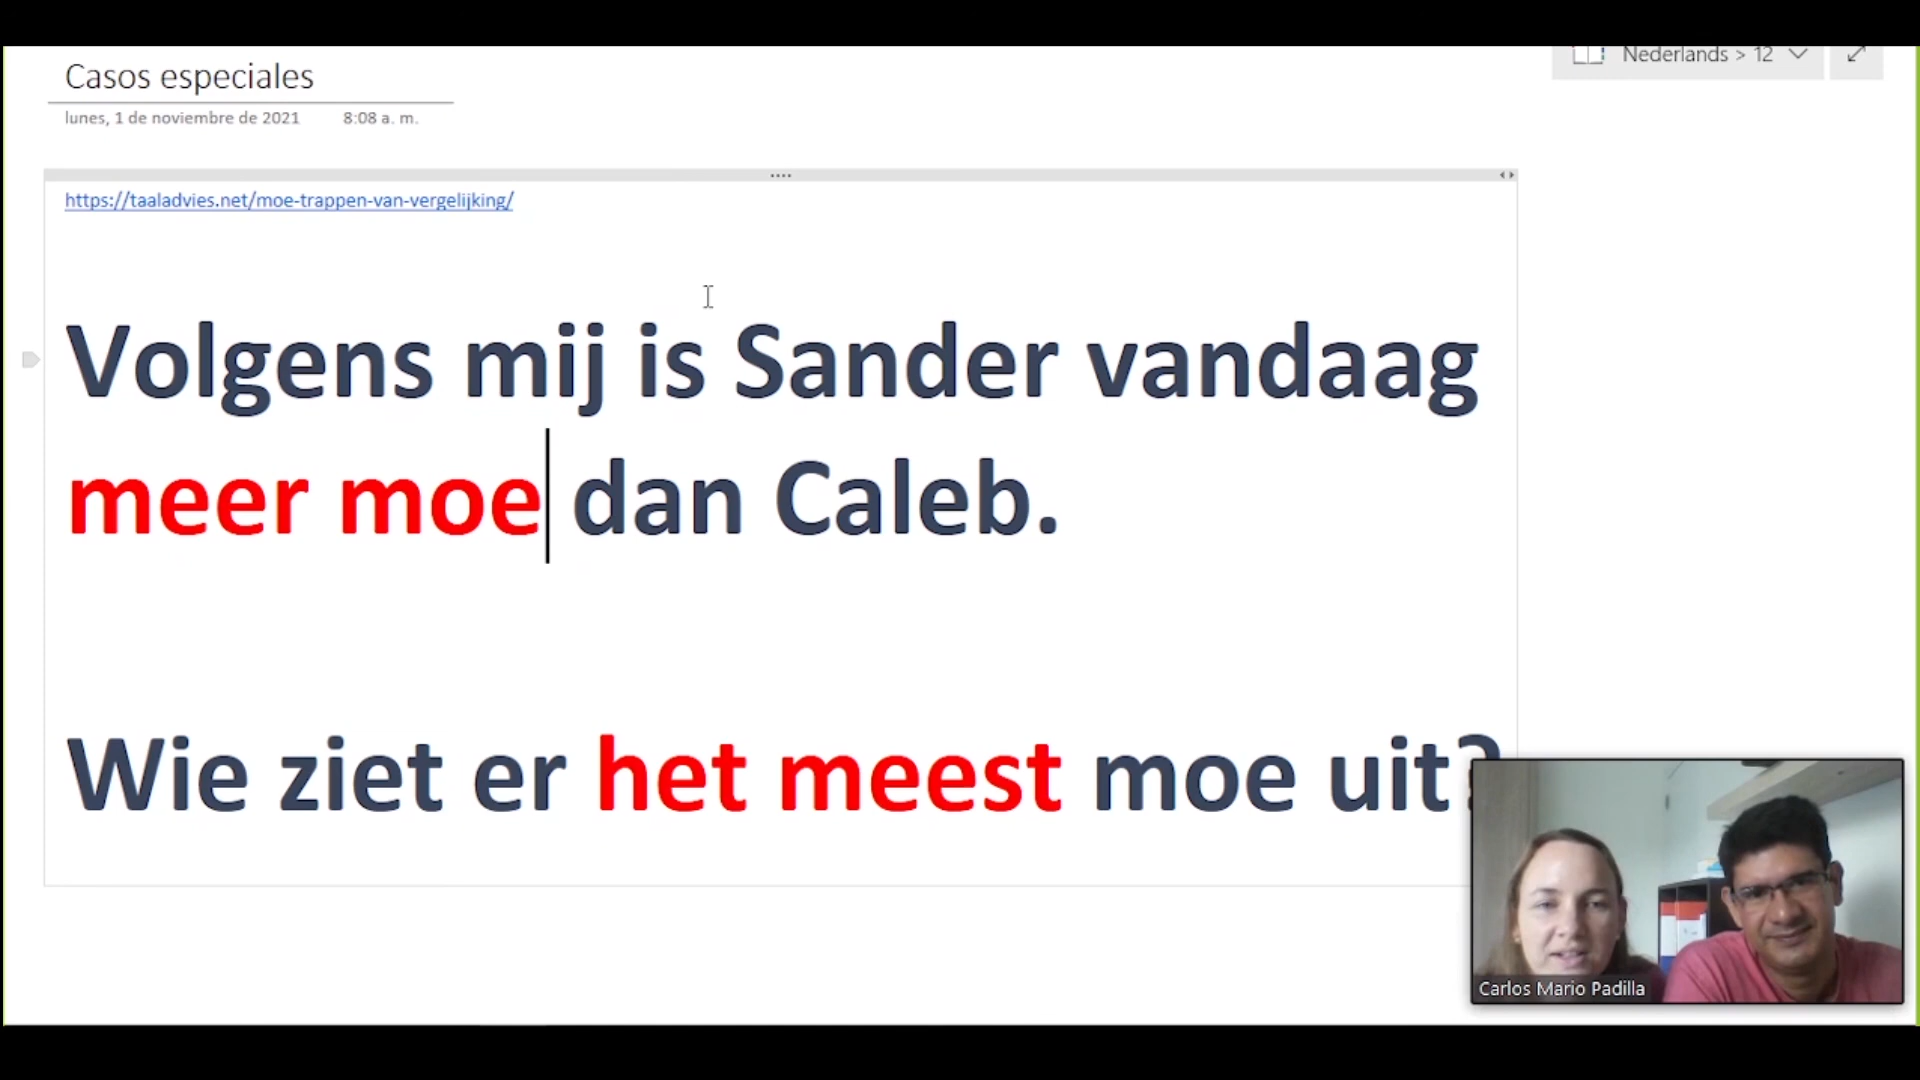 Casos especiales
Nederlands > 12
lunes, 1 de noviembre de 2021 8:08 a. m.
https://taaladvies.net/moe-trappen-van-vergelijking/
Volgens mij is Sander vandaag
meer moe dan Caleb.
Wie ziet er het meest moe uit?
Carlos Mario Padilla